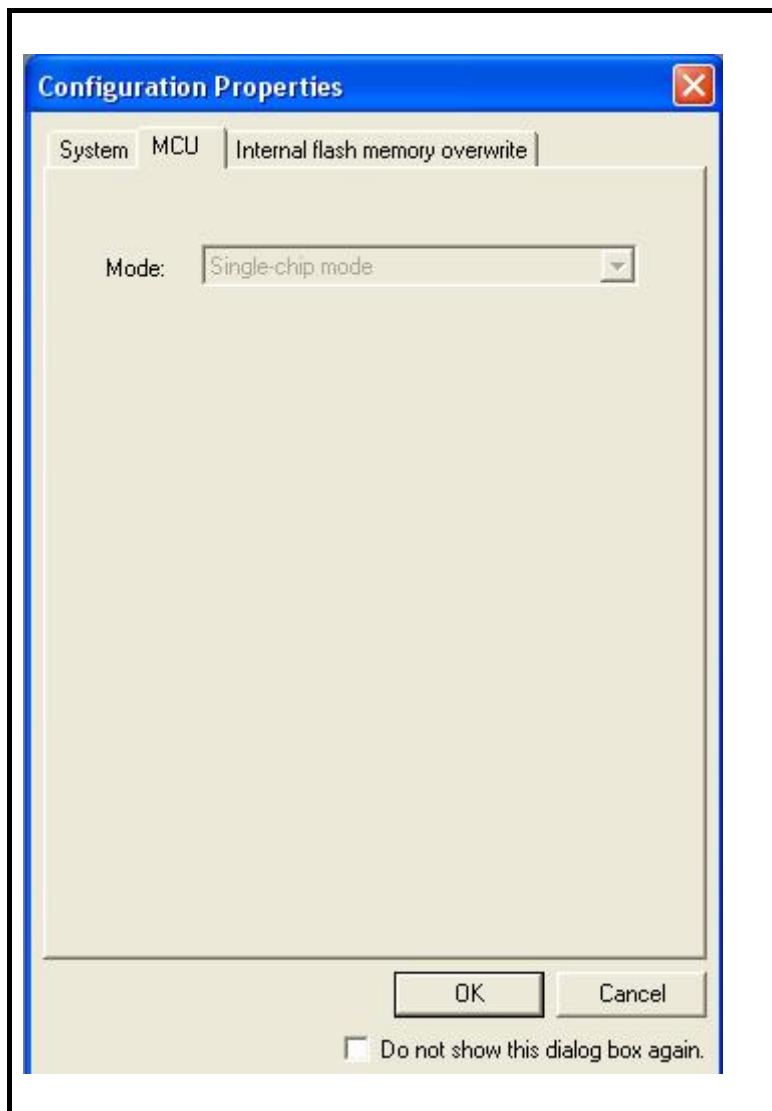 Configuration Properties
System MCU Internal flash memory overwrite
Mode: Single-chip mode
OK Cancel
Do not show this dialog box again.